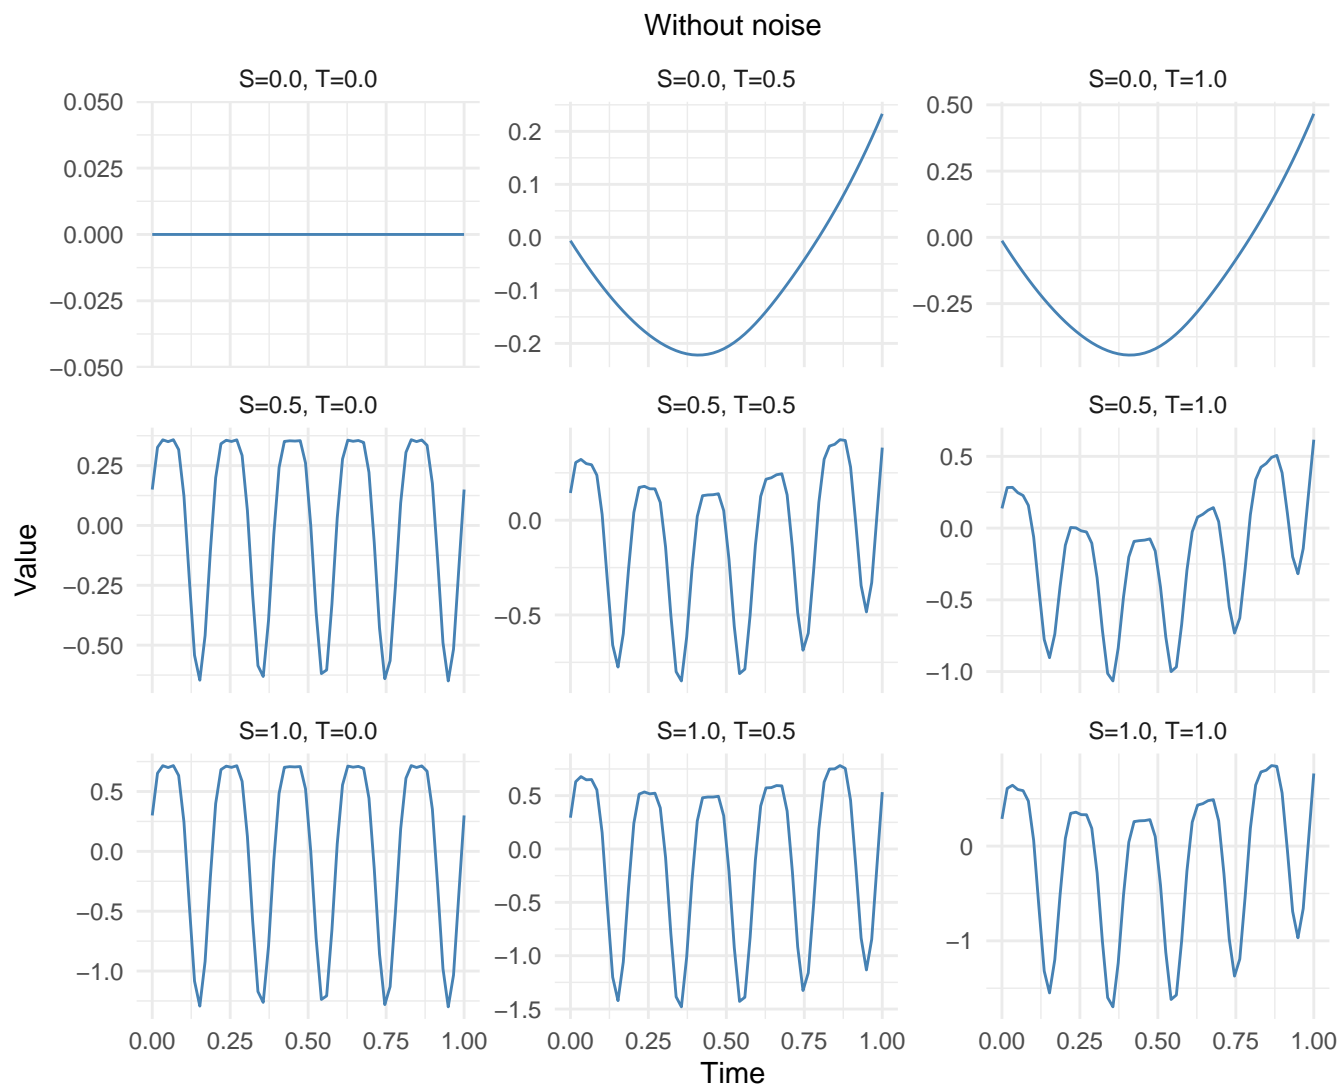 Without noise
S=0.0, T=0.0
S=0.0, T=0.5
S=0.0, T=1.0
0.050
0.025
0.000
−0.025
−0.050
0.2
0.1
0.0
−0.1
−0.2
0.50
0.25
0.00
−0.25
S=0.5, T=0.0
S=0.5, T=0.5
S=0.5, T=1.0
0.25
0.00
−0.25
−0.50
0.0
−0.5
0.5
0.0
−0.5
−1.0
Value
S=1.0, T=0.0
S=1.0, T=0.5
S=1.0, T=1.0
0.5
0.0
−0.5
−1.0
0.5
0.0
−0.5
−1.0
−1.5
0
−1
0.00 0.25 0.50 0.75 1.00
0.00 0.25 0.50 0.75 1.00
0.00 0.25 0.50 0.75 1.00
Time